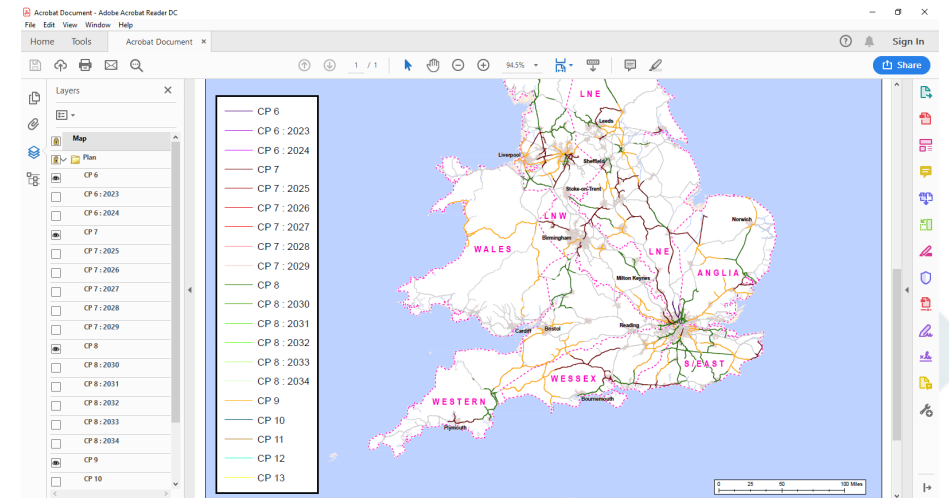 Acrobat Document - Adobe Acrobat Reader DC
File Edit View Window Help
Home Tools Acrobat Document × Sign In
1 / 1 94.5% Share
Layers ×
Map
Plan
CP 6
CP 6 : 2023
CP 6 : 2024
CP 7
CP 7 : 2025
CP 7 : 2026
CP 7 : 2027
CP 7 : 2028
CP 7 : 2029
CP 8
CP 8 : 2030
CP 8 : 2031
CP 8 : 2032
CP 8 : 2033
CP 8 : 2034
CP 9
CP 10
CP 6
CP 6 : 2023
CP 6 : 2024
CP 7
CP 7 : 2025
CP 7 : 2026
CP 7 : 2027
CP 7 : 2028
CP 7 : 2029
CP 8
CP 8 : 2030
CP 8 : 2031
CP 8 : 2032
CP 8 : 2033
CP 8 : 2034
CP 9
CP 10
CP 11
CP 12
CP 13
LNE
Leeds
Liverpool
Sheffield
Stoke-on-Trent
LNW
Norwich
Birmingham
WALES
LNE
ANGLIA
Milton Keynes
Cardiff
Bristol
Reading
S/EAST
WESSEX
Bournemouth
WESTERN
Plymouth
0 25 50 100 Miles